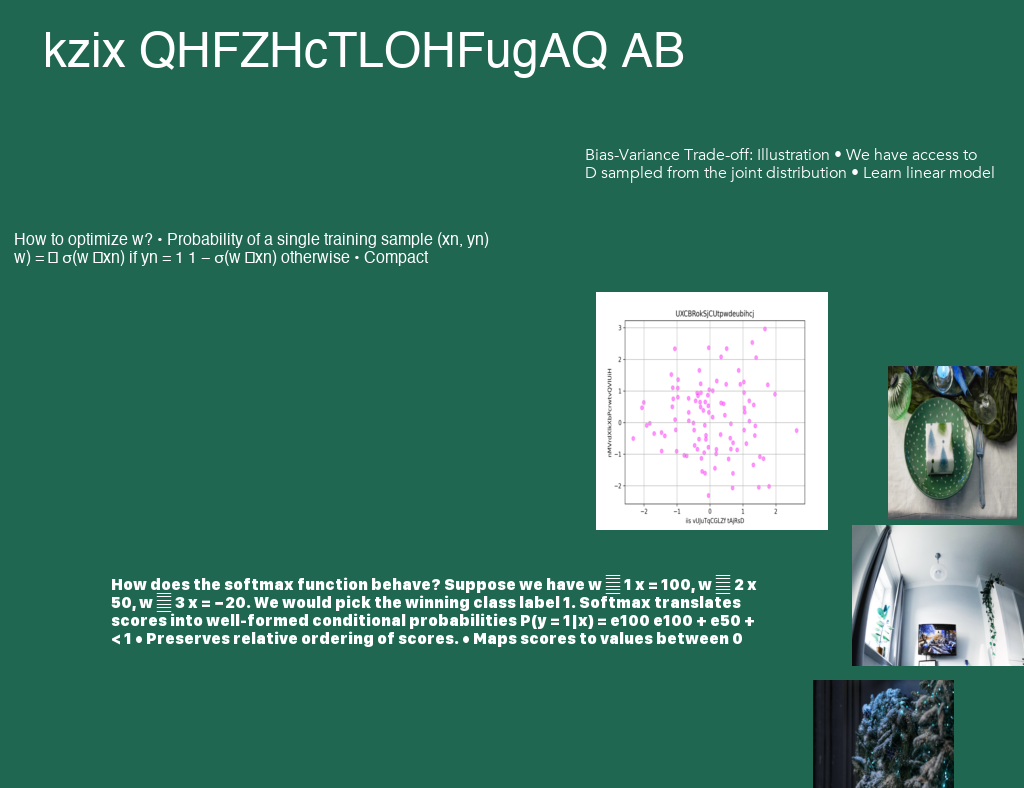 kzix QHFZHcTLOHFugAQ AB
Bias-Variance Trade-off: Illustration • We have access to
D sampled from the joint distribution • Learn linear model
How to optimize w? • Probability of a single training sample (xn, yn)
w) = σ(w xn) if yn = 1 1 − σ(w xn) otherwise • Compact
UXCBRokSjCUtpwdeubihcj
3
2
1
0
−1
−2
−2 −1 0 1 2
iis vUjuTqCGLZf tAjRsD
How does the softmax function behave? Suppose we have w 1 x = 100, w 2 x
50, w 3 x = −20. We would pick the winning class label 1. Softmax translates
scores into well-formed conditional probabilities P(y = 1|x) = e100 e100 + e50 +
< 1 • Preserves relative ordering of scores. • Maps scores to values between 0